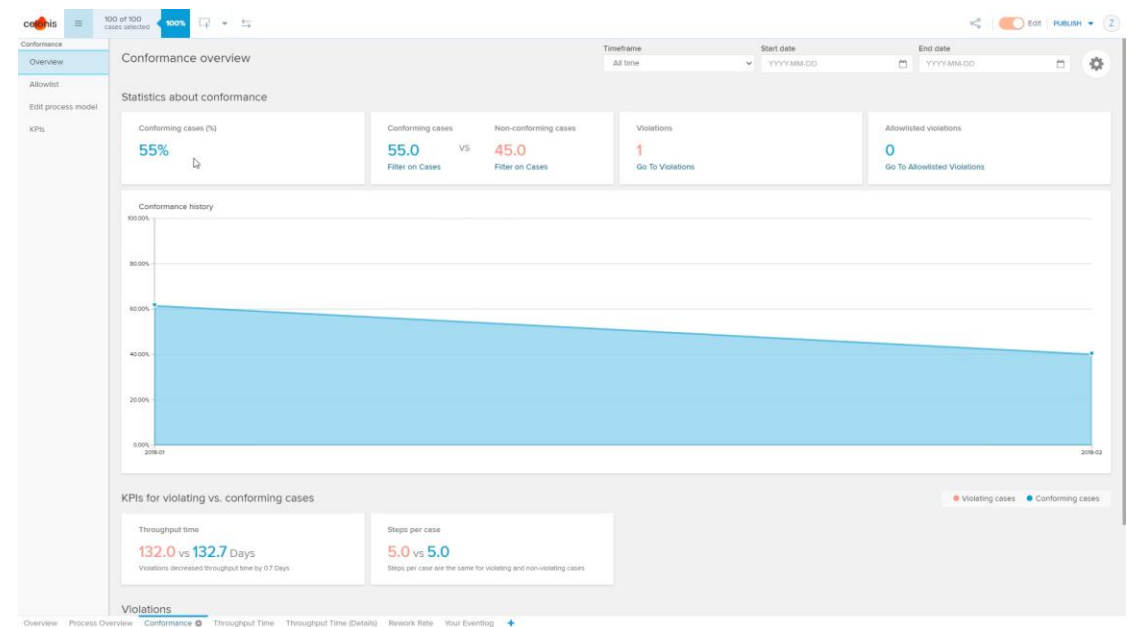 celonis
100 of 100
cases selected
100%
Edit
PUBLISH
Z
Conformance
Overview
Allowlist
Edit process model
KPIs
Conformance overview
Timeframe
All time
Start date
YYYY-MM-DD
End date
YYYY-MM-DD
Statistics about conformance
Conforming cases (%)
55%
Conforming cases
55.0
Filter on Cases
VS
Non-conforming cases
45.0
Filter on Cases
Violations
1
Go To Violations
Allowlisted violations
0
Go To Allowlisted Violations
Conformance history
100.00%
80.00%
60.00%
40.00%
20.00%
0.00%
2018-01
2018-02
KPIs for violating vs. conforming cases
Violating cases
Conforming cases
Throughput time
132.0 vs 132.7 Days
Violations decreased throughput time by 0.7 Days
Steps per case
5.0 vs 5.0
Steps per case are the same for violating and non-violating cases
Violations
Overview Process Overview Conformance Throughput Time Throughput Time (Details) Rework Rate Your Eventlog +